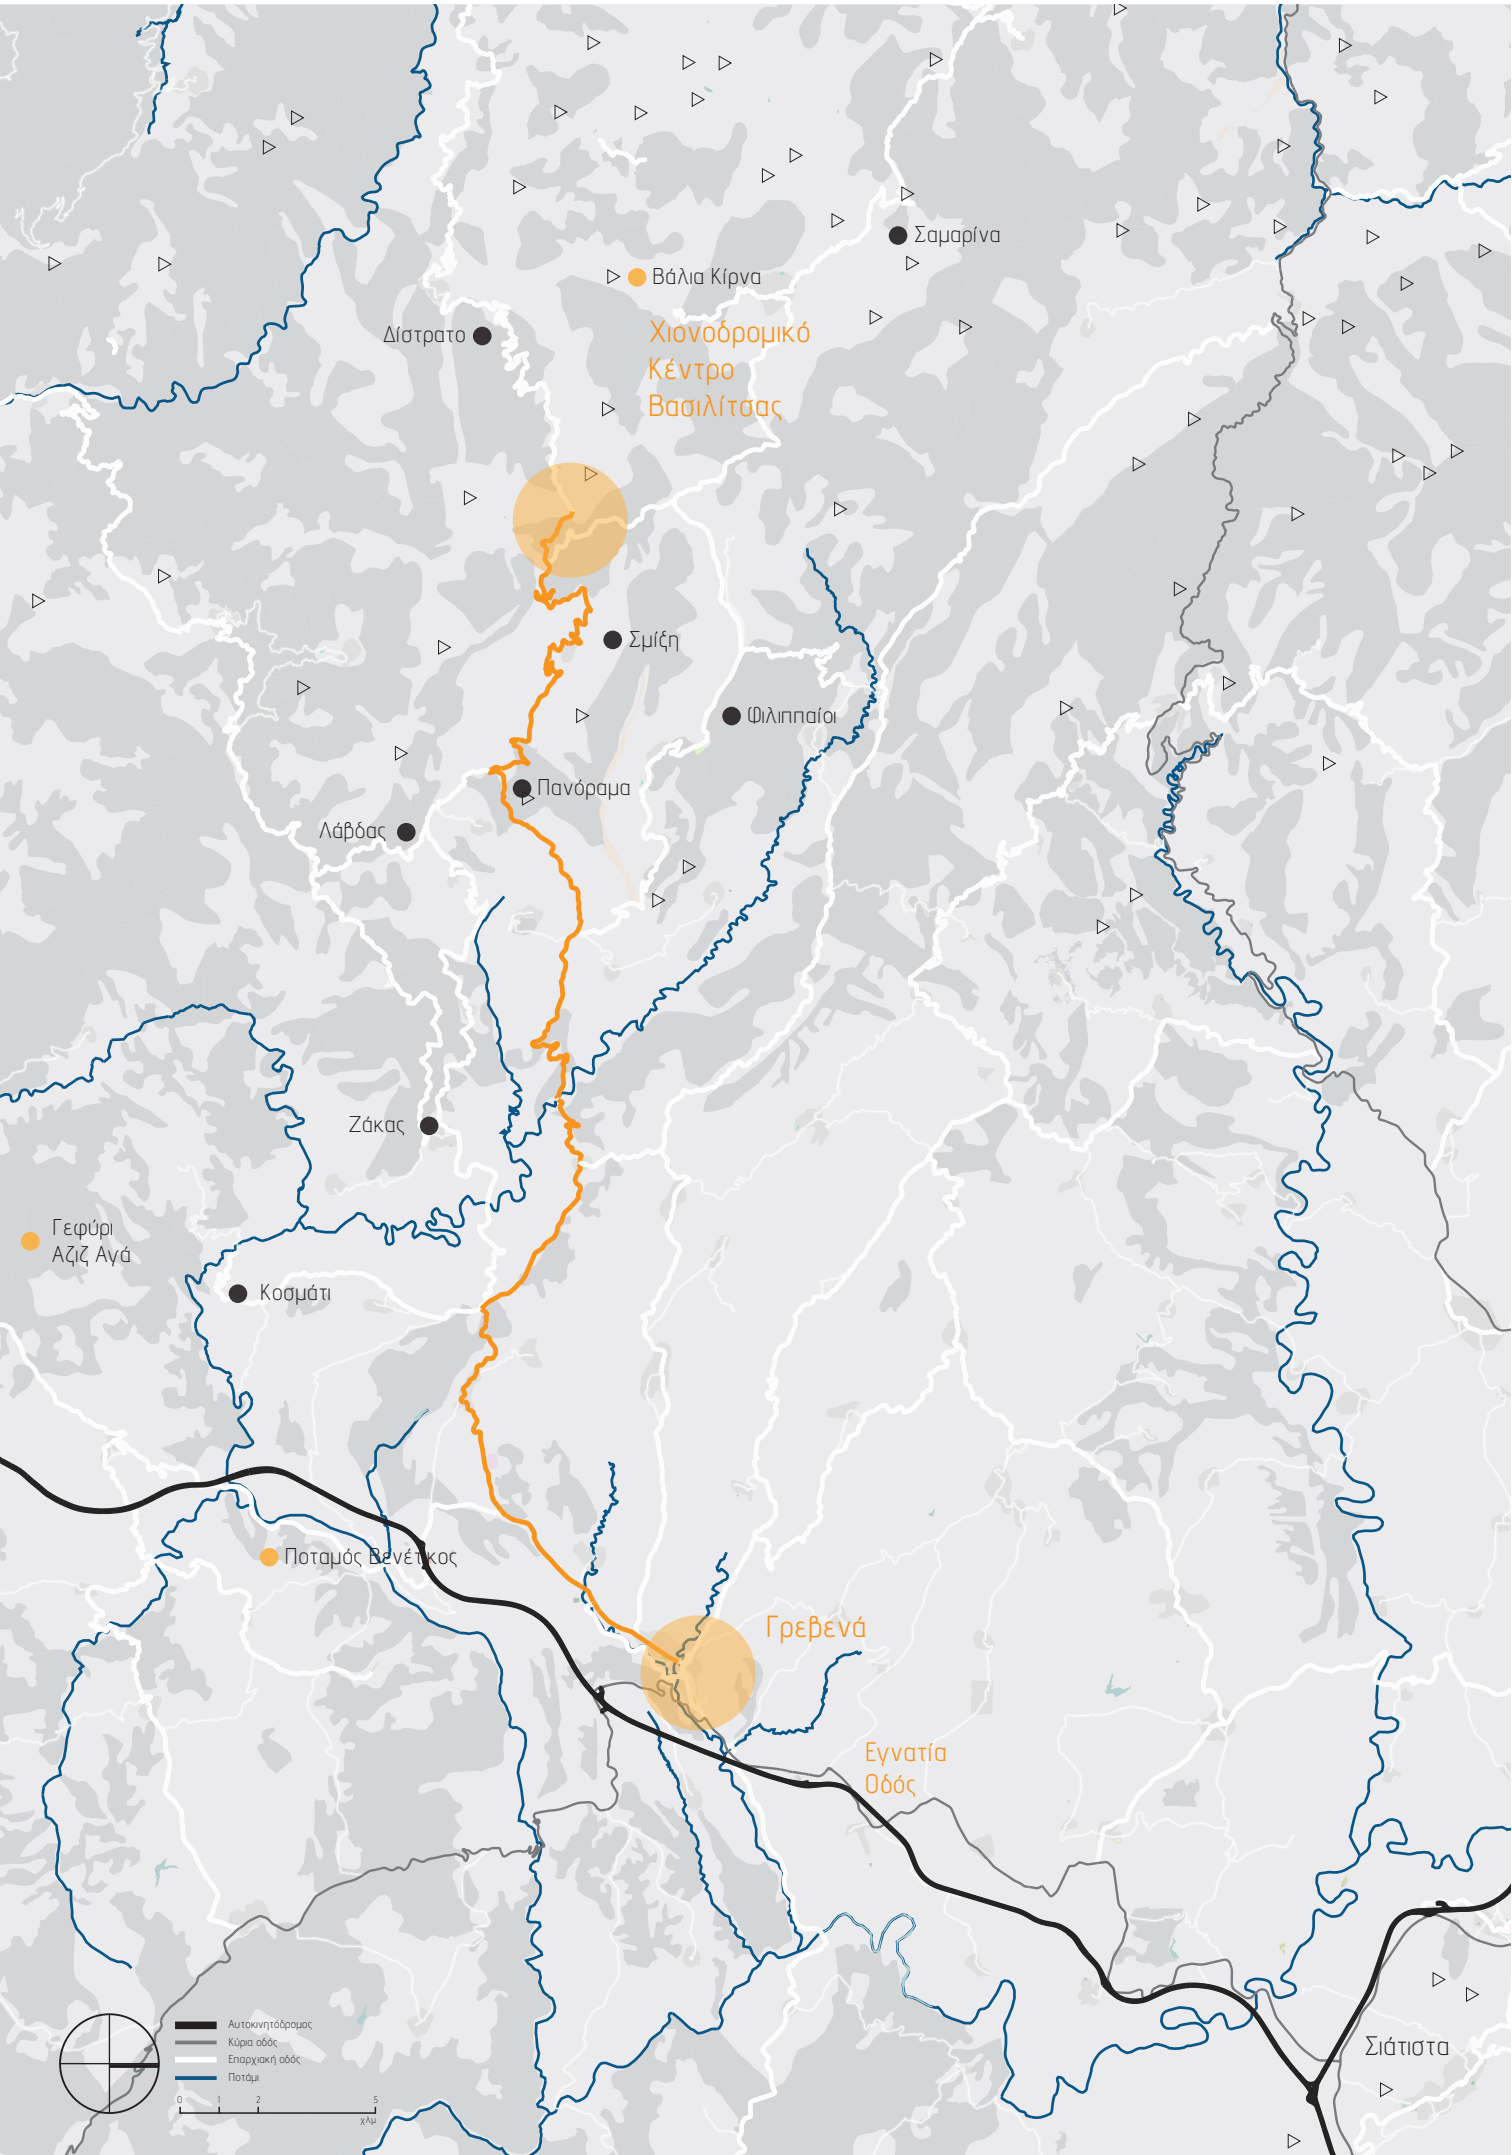 Σαμαρίνα
Βάλια Κίρνα
Δίστρατο
Χιονοδρομικό
Κέντρο
Βασιλίτσας
Σμίξη
Φιλιππαίοι
Πανόραμα
Λάβδας
Ζάκας
Γεφύρι
Αζιζ Αγά
Κοσμάτι
Ποταμός Βενέτικος
Γρεβενά
Εγνατία
Οδός
Σιάτιστα
Αυτοκινητόδρομος
Κύρια οδός
Επαρχιακή οδός
Ποτάμι
0 1 2 5
χλμ